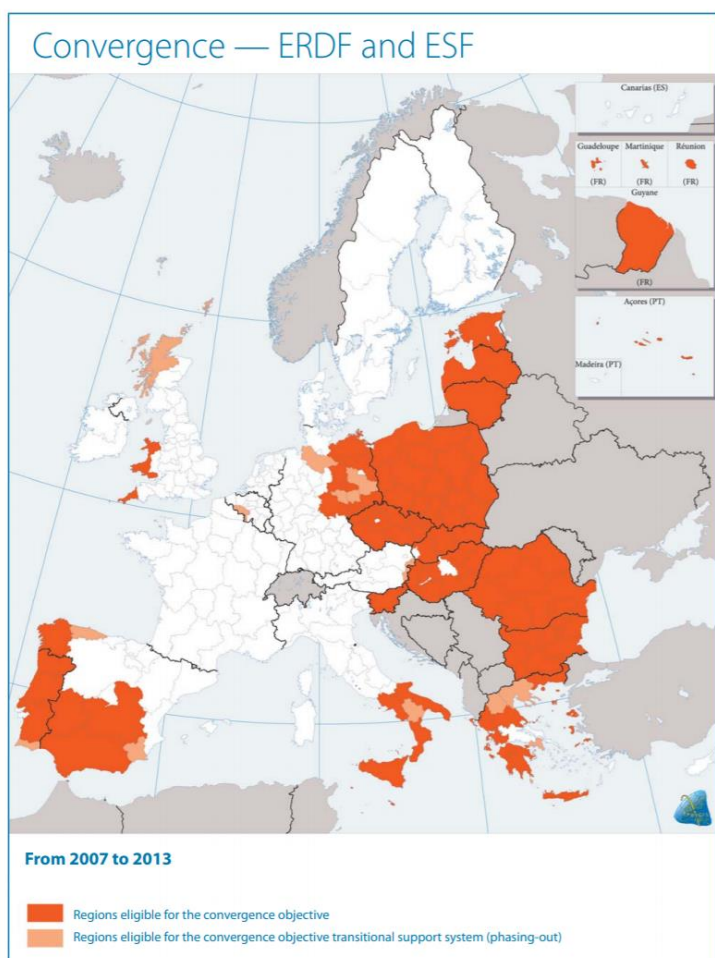 Convergence — ERDF and ESF
Canarias (ES)
Guadeloupe Martinique Réunion
(FR) (FR) (FR)
Guyane
(FR)
Açores (PT)
Madeira (PT)
From 2007 to 2013
Regions eligible for the convergence objective
Regions eligible for the convergence objective transitional support system (phasing-out)